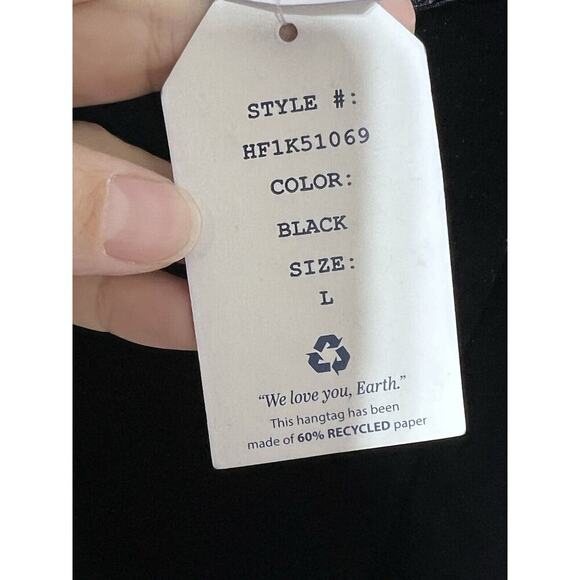 STYLE #:
HF1K51069
COLOR:
BLACK
SIZE:
L
“We love you, Earth.”
This hangtag has been
made of 60% RECYCLED paper